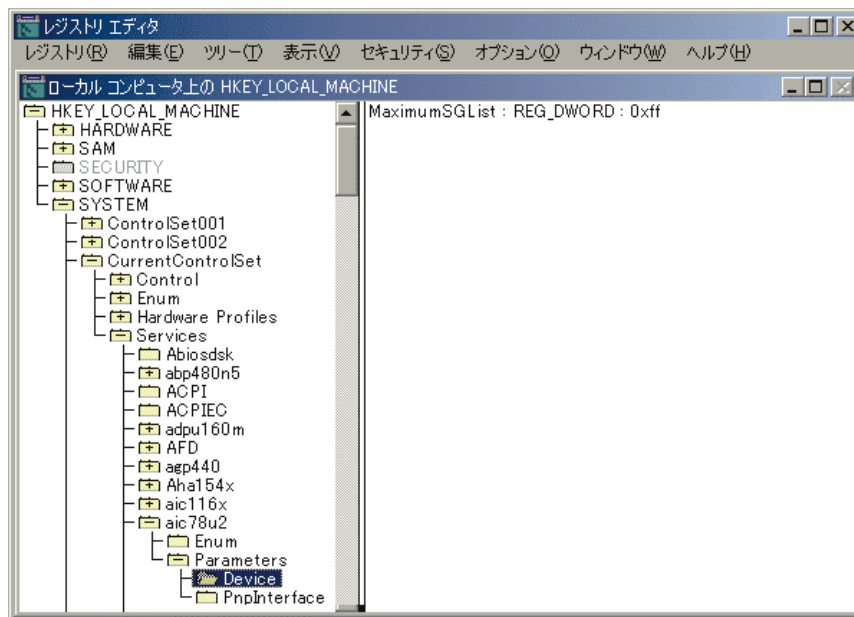 レジストリ エディタ
レジストリ(R) 編集(E) ツリー(T) 表示(V) セキュリティ(S) オプション(O) ウィンドウ(W) ヘルプ(H)
ローカル コンピュータ上の HKEY_LOCAL_MACHINE
HKEY_LOCAL_MACHINE
MaximumSGList : REG_DWORD : 0xff
HARDWARE
SAM
SECURITY
SOFTWARE
SYSTEM
ControlSet001
ControlSet002
CurrentControlSet
Control
Enum
Hardware Profiles
Services
Abiosdsk
abp480n5
ACPI
ACPIEC
adpu160m
AFD
agp440
Aha154x
aic116x
aic78u2
Enum
Parameters
Device
PnpInterface